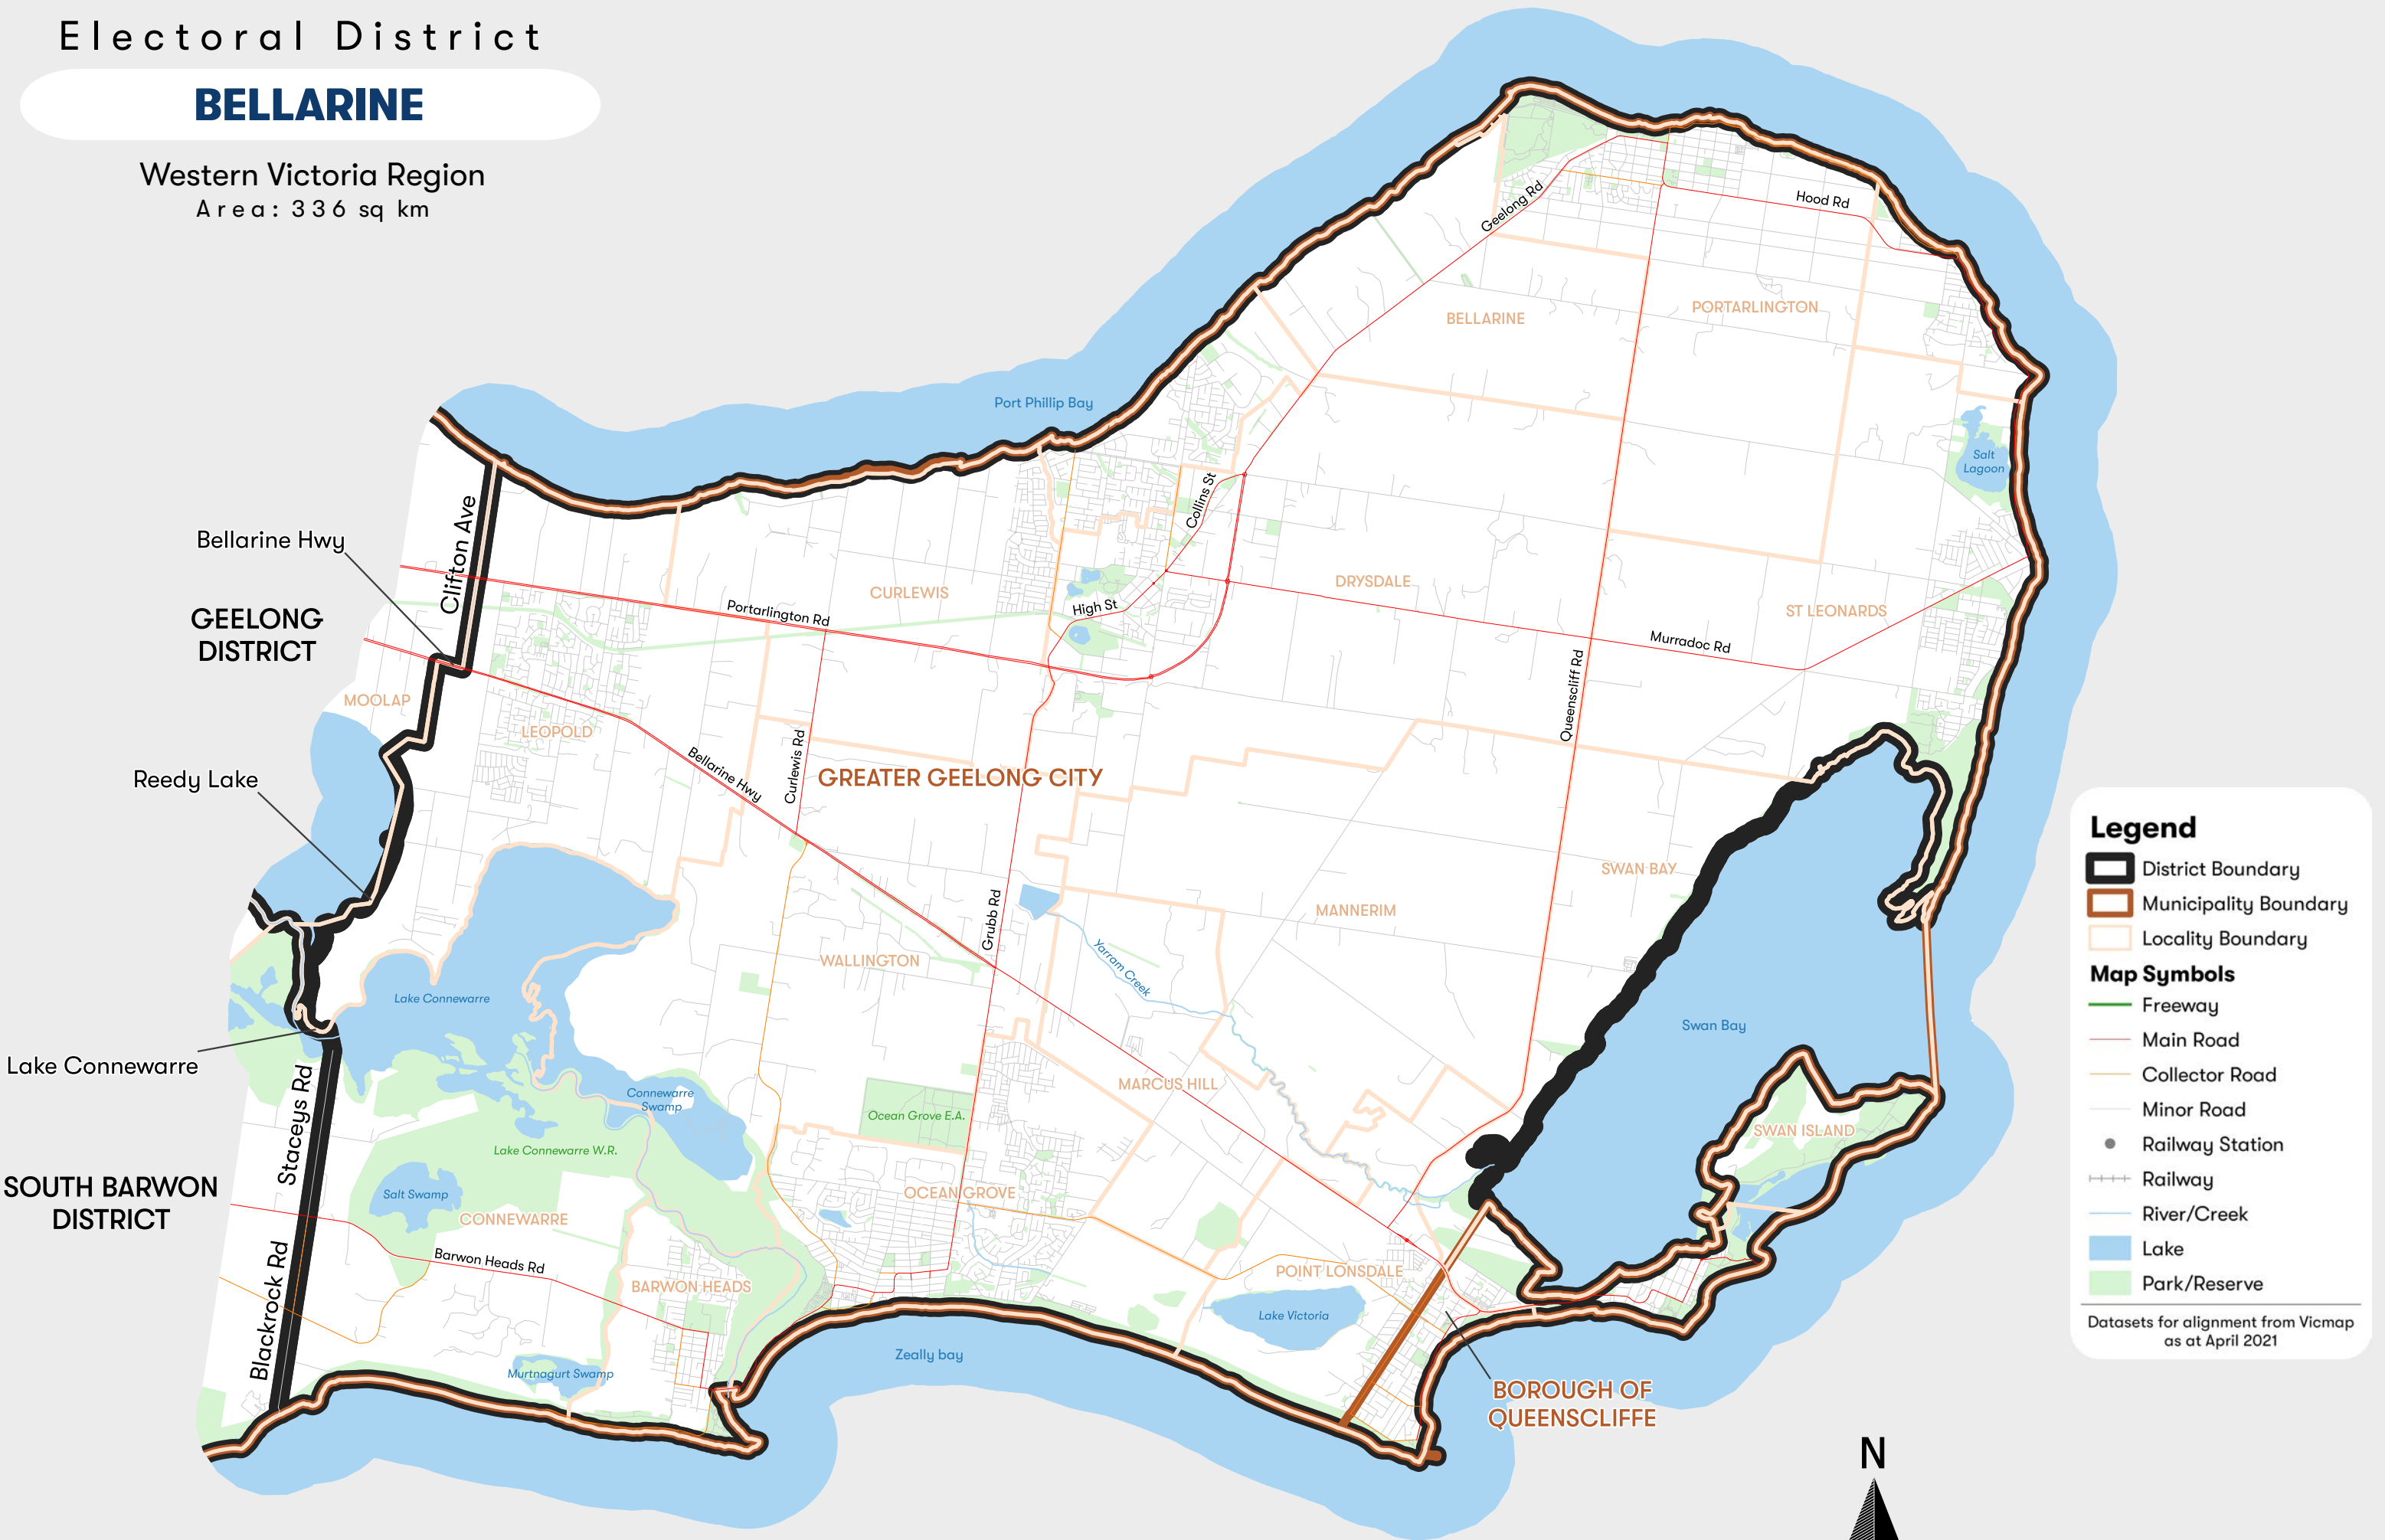 Electoral District
BELLARINE
Western Victoria Region
Area: 336 sq km
Geelong Rd
Hood Rd
PORTARLINGTON
BELLARINE
Port Phillip Bay
Salt
Lagoon
Collins St
Clifton Ave
Bellarine Hwy
GEELONG
DISTRICT
CURLEWIS
DRYSDALE
High St
Portarlington Rd
ST LEONARDS
Murradoc Rd
Queenscliff Rd
MOOLAP
LEOPOLD
Bellarine Hwy
Curlewis Rd
GREATER GEELONG CITY
Reedy Lake
SWAN BAY
MANNERIM
Grubb Rd
WALLINGTON
Yarram Creek
Lake Connewarre
Swan Bay
Lake Connewarre
Staceys Rd
Connewarre
Swamp
MARCUS HILL
Ocean Grove E.A.
SWAN ISLAND
Lake Connewarre W.R.
SOUTH BARWON
DISTRICT
Salt Swamp
OCEAN GROVE
CONNEWARRE
Barwon Heads Rd
BARWON HEADS
POINT LONSDALE
Lake Victoria
Blackrock Rd
Zeally bay
Murtnagurt Swamp
BOROUGH OF
QUEENSCLIFFE
N
Legend
District Boundary
Municipality Boundary
Locality Boundary
Map Symbols
Freeway
Main Road
Collector Road
Minor Road
Railway Station
Railway
River/Creek
Lake
Park/Reserve
Datasets for alignment from Vicmap
as at April 2021